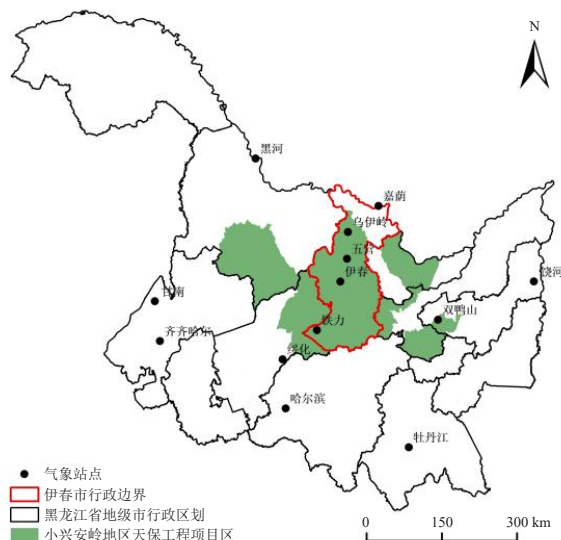 N
黑河
嘉荫
乌伊岭
五营
伊春
饶河
甘南
双鸭山
铁力
齐齐哈尔
绥化
哈尔滨
牡丹江
气象站点
伊春市行政边界
黑龙江省地级市行政区划
小兴安岭地区天保工程项目区
0 150 300 km